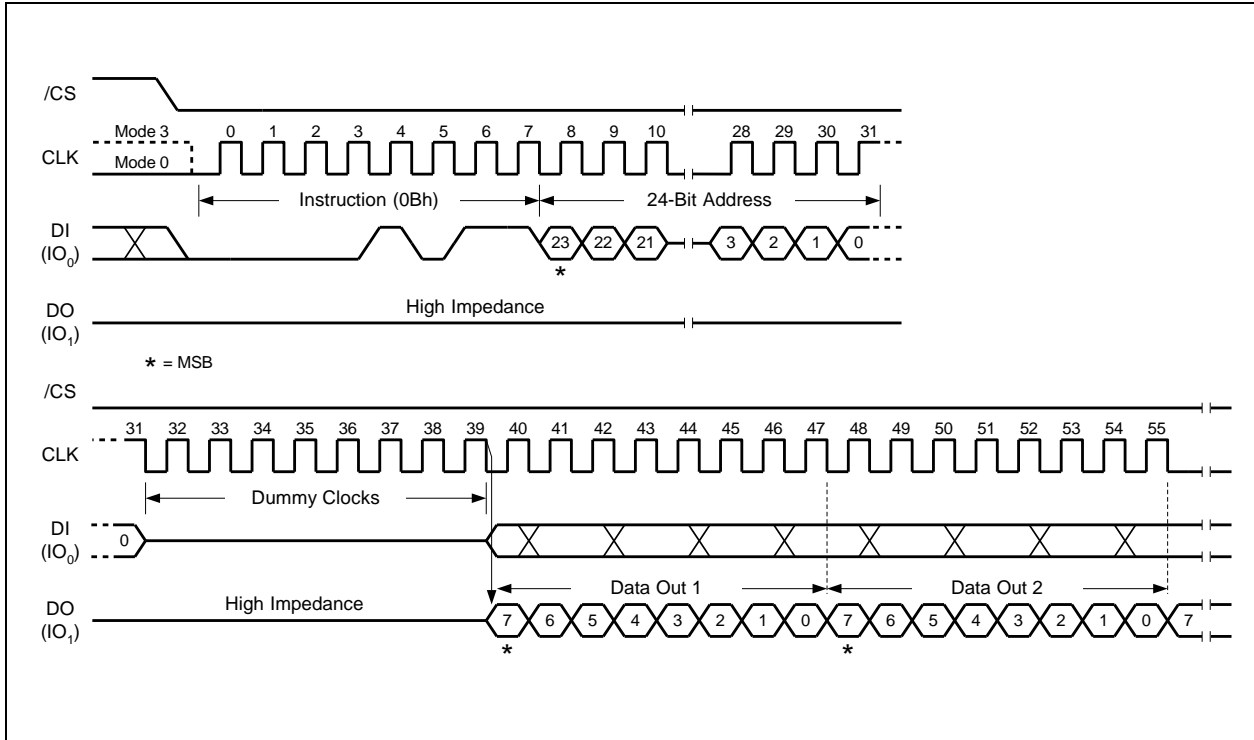 /CS
Mode 3
0 1 2 3 4 5 6 7 8 9 10 28 29 30 31
CLK
Mode 0
Instruction (0Bh)
24-Bit Address
DI
(IO0)
23 22 21 3 2 1 0
*
DO
(IO1)
High Impedance
* = MSB
/CS
31 32 33 34 35 36 37 38 39 40 41 42 43 44 45 46 47 48 49 50 51 52 53 54 55
CLK
Dummy Clocks
DI
(IO0)
0
DO
(IO1)
High Impedance
Data Out 1
Data Out 2
7 6 5 4 3 2 1 0 7 6 5 4 3 2 1 0 7
* *